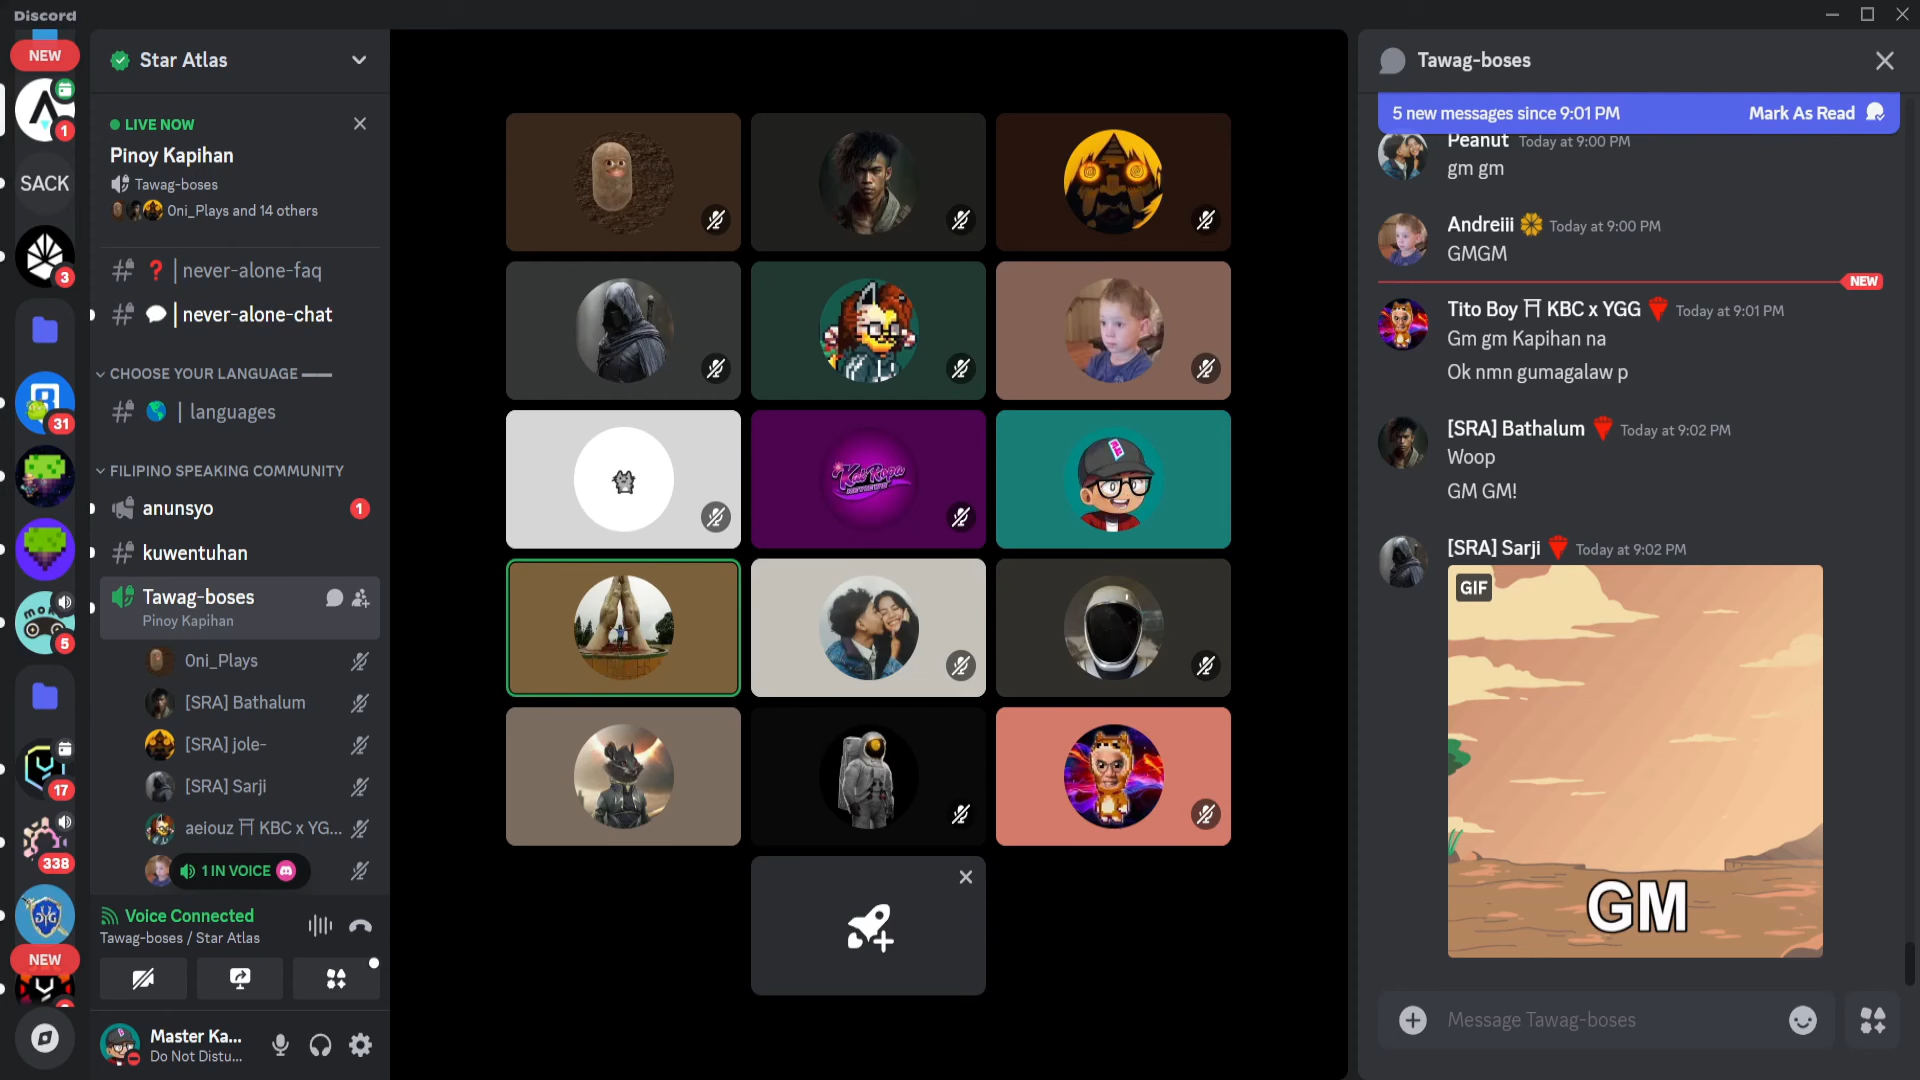 Discord
NEW
1
SACK
3
31
5
17
338
NEW
Star Atlas
LIVE NOW
Pinoy Kapihan
Tawag-boses
0ni_Plays and 14 others
never-alone-faq
never-alone-chat
CHOOSE YOUR LANGUAGE
languages
FILIPINO SPEAKING COMMUNITY
anunsyo
1
kuwentuhan
Tawag-boses
Pinoy Kapihan
0ni_Plays
[SRA] Bathalum
[SRA] jole-
[SRA] Sarji
aeiouz ⛩ KBC x YG...
1 IN VOICE
Voice Connected
Tawag-boses / Star Atlas
Master Ka...
Do Not Distu...
Tawag-boses
5 new messages since 9:01 PM
Mark As Read
Peanut Today at 9:00 PM
gm gm
Andreiii Today at 9:00 PM
GMGM
NEW
Tito Boy ⛩ KBC x YGG Today at 9:01 PM
Gm gm Kapihan na
Ok nmn gumagalaw p
[SRA] Bathalum Today at 9:02 PM
Woop
GM GM!
[SRA] Sarji Today at 9:02 PM
GIF
GM
Message Tawag-boses